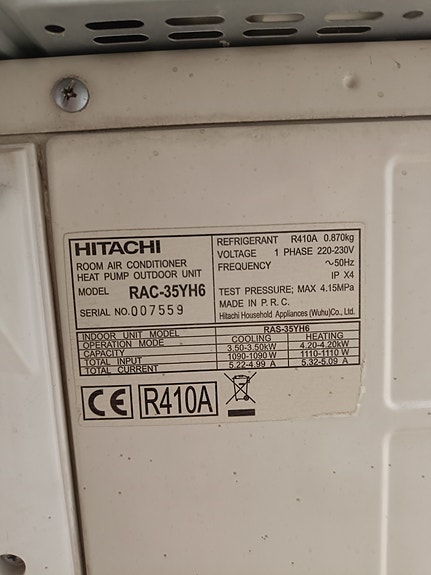 HITACHI
ROOM AIR CONDITIONER
HEAT PUMP OUTDOOR UNIT
MODEL RAC-35YH6
SERIAL NO. 007559
REFRIGERANT R410A 0.870kg
VOLTAGE 1 PHASE 220-230V
FREQUENCY ~50Hz
IP X4
TEST PRESSURE; MAX 4.15MPa
MADE IN P. R. C.
Hitachi Household Appliances (Wuhu)Co., Ltd.
INDOOR UNIT MODEL RAS-35YH6
OPERATION MODE COOLING HEATING
CAPACITY 3.50-3.50kW 4.20-4.20kW
TOTAL INPUT 1090-1090 W 1110-1110 W
TOTAL CURRENT 5.22-4.99 A 5.32-5.09 A
CE R410A